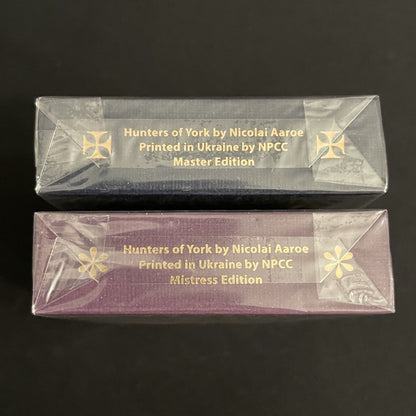 Hunters of York by Nicolai Aaroe
Printed in Ukraine by NPCC
Master Edition
Hunters of York by Nicolai Aaroe
Printed in Ukraine by NPCC
Mistress Edition